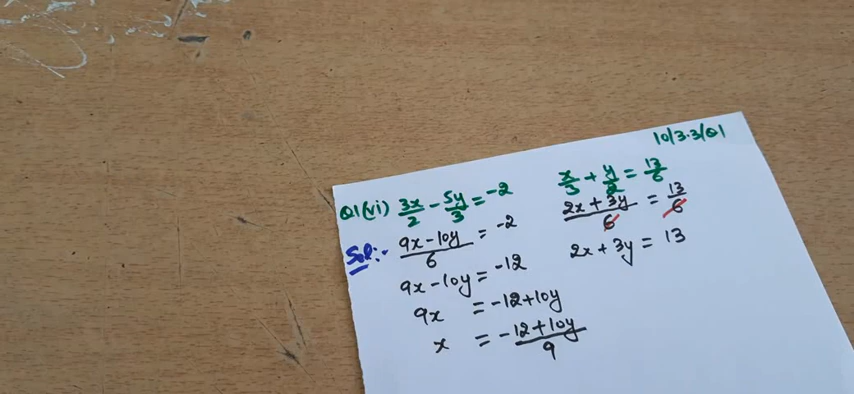 10/3.3/Q1
Q1(vi) 3x/2 - 5y/3 = -2
x/3 + y/2 = 13/6
Sol:-
(9x - 10y)/6 = -2
9x - 10y = -12
9x = -12 + 10y
x = (-12 + 10y)/9
(2x + 3y)/6 = 13/6
2x + 3y = 13